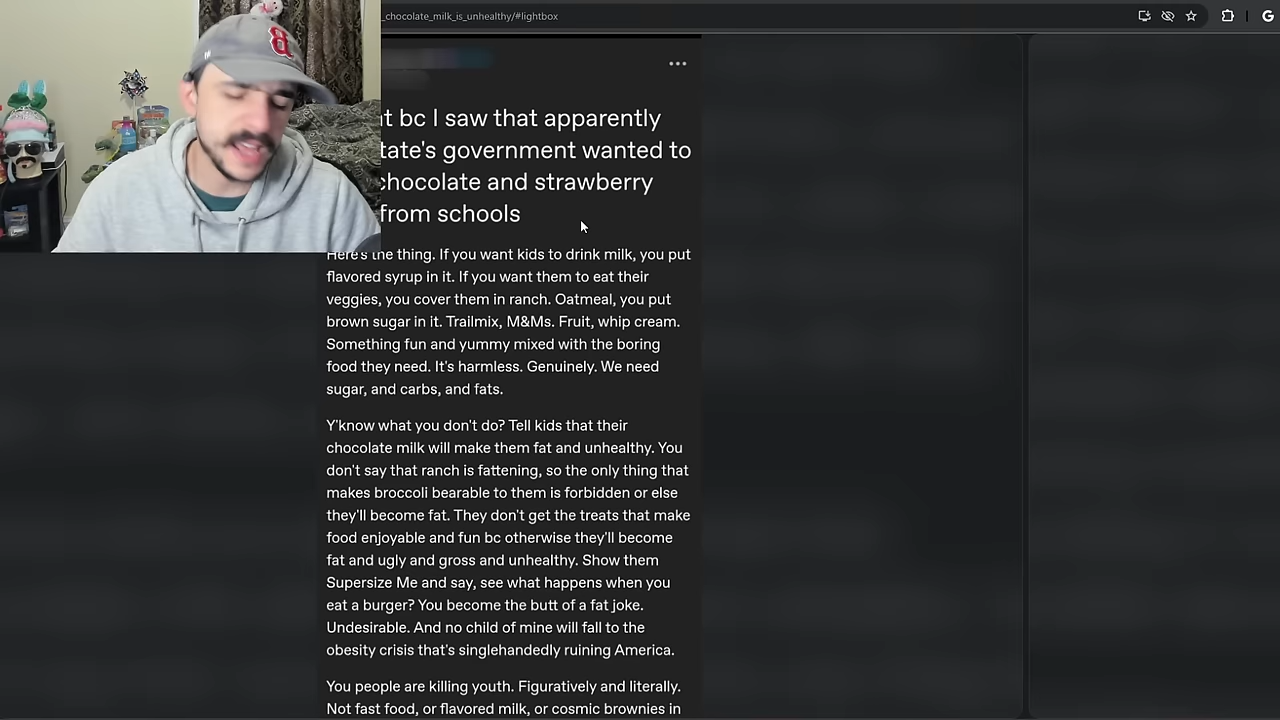 _chocolate_milk_is_unhealthy/#lightbox
B
bc I saw that apparently
government wanted to
chocolate and strawberry
from schools
Here's the thing. If you want kids to drink milk, you put
flavored syrup in it. If you want them to eat their
veggies, you cover them in ranch. Oatmeal, you put
brown sugar in it. Trailmix, M&Ms. Fruit, whip cream.
Something fun and yummy mixed with the boring
food they need. It's harmless. Genuinely. We need
sugar, and carbs, and fats.
Y'know what you don't do? Tell kids that their
chocolate milk will make them fat and unhealthy. You
don't say that ranch is fattening, so the only thing that
makes broccoli bearable to them is forbidden or else
they'll become fat. They don't get the treats that make
food enjoyable and fun bc otherwise they'll become
fat and ugly and gross and unhealthy. Show them
Supersize Me and say, see what happens when you
eat a burger? You become the butt of a fat joke.
Undesirable. And no child of mine will fall to the
obesity crisis that's singlehandedly ruining America.
You people are killing youth. Figuratively and literally.
Not fast food, or flavored milk, or cosmic brownies in